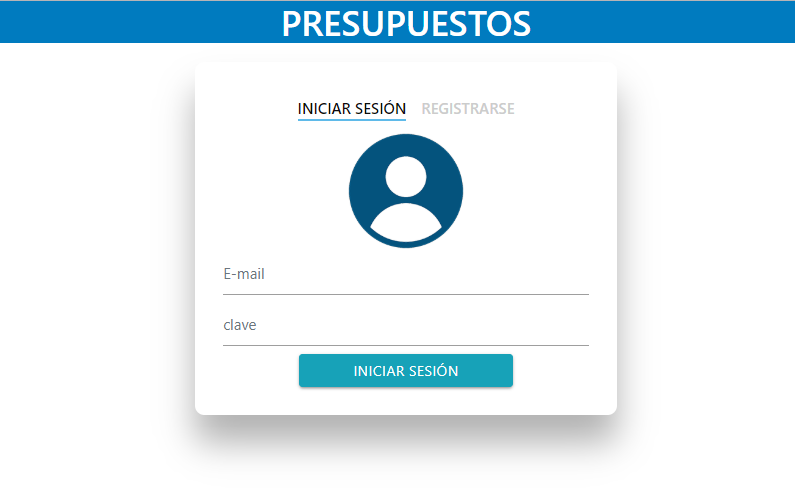 PRESUPUESTOS
INICIAR SESIÓN REGISTRARSE
E-mail
clave
INICIAR SESIÓN